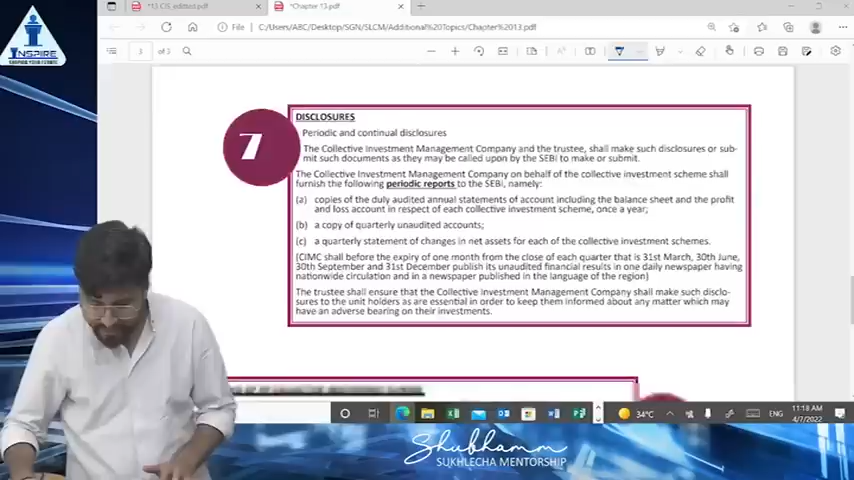 *13 CIS_editted.pdf
*Chapter 13.pdf
File
C:/Users/ABC/Desktop/SGN/SLCM/Additional%20Topics/Chapter%2013.pdf
of 3
INSPIRE
7
DISCLOSURES
Periodic and continual disclosures
The Collective Investment Management Company and the trustee, shall make such disclosures or sub-
mit such documents as they may be called upon by the SEBI to make or submit.
The Collective Investment Management Company on behalf of the collective investment scheme shall
furnish the following periodic reports to the SEBI, namely:
(a) copies of the duly audited annual statements of account including the balance sheet and the profit
and loss account in respect of each collective investment scheme, once a year;
(b) a copy of quarterly unaudited accounts;
(c) a quarterly statement of changes in net assets for each of the collective investment schemes.
(CIMC shall before the expiry of one month from the close of each quarter that is 31st March, 30th June,
30th September and 31st December publish its unaudited financial results in one daily newspaper having
nationwide circulation and in a newspaper published in the language of the region)
The trustee shall ensure that the Collective Investment Management Company shall make such disclo-
sures to the unit holders as are essential in order to keep them informed about any matter which may
have an adverse bearing on their investments.
34°C
ENG
11:18 AM
4/7/2022
Shubhamm
SUKHLECHA MENTORSHIP